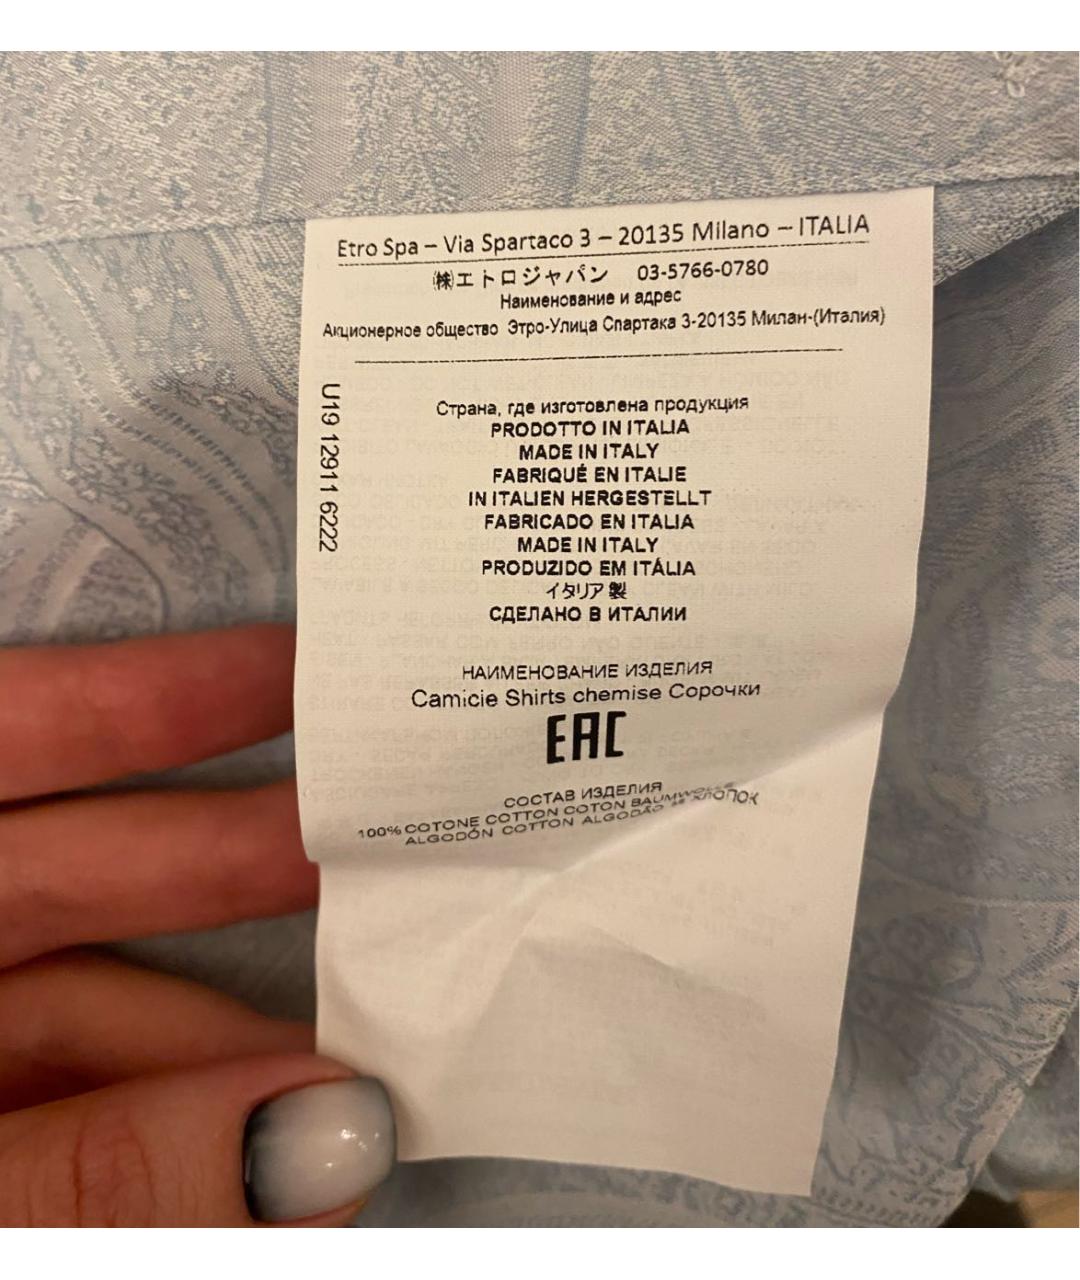 Etro Spa – Via Spartaco 3 – 20135 Milano – ITALIA
㈱エトロジャパン 03-5766-0780
Наименование и адрес
Акционерное общество Этро-Улица Спартака 3-20135 Милан-(Италия)
U19 12911 6222
Страна, где изготовлена продукция
PRODOTTO IN ITALIA
MADE IN ITALY
FABRIQUÉ EN ITALIE
IN ITALIEN HERGESTELLT
FABRICADO EN ITALIA
MADE IN ITALY
PRODUZIDO EM ITÁLIA
イタリア製
СДЕЛАНО В ИТАЛИИ
НАИМЕНОВАНИЕ ИЗДЕЛИЯ
Camicie Shirts chemise Сорочки
EAC
СОСТАВ ИЗДЕЛИЯ
100% COTONE COTTON COTON BAUMWOLLE
ALGODÓN COTTON ALGODÃO ХЛОПОК